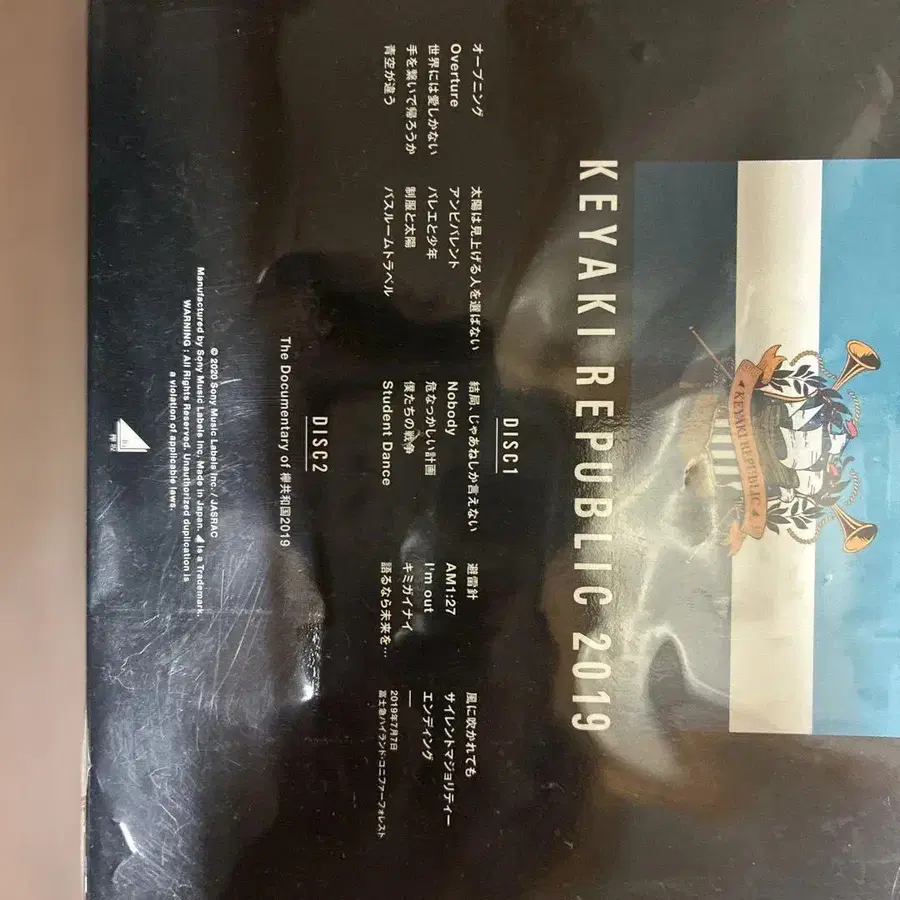 KEYAKI REPUBLIC
KEYAKI REPUBLIC 2019
DISC1
オープニング
Overture
世界には愛しかない
手を繋いで帰ろうか
青空が違う
太陽は見上げる人を選ばない
アンビバレント
バレエと少年
制服と太陽
バスルームトラベル
結局、じゃあねしか言えない
Nobody
危なっかしい計画
僕たちの戦争
Student Dance
避雷針
AM1:27
I'm out
キミガイナイ
語るなら未来を…
風に吹かれても
サイレントマジョリティー
エンディング
—
2019年7月7日
富士急ハイランド・コニファーフォレスト
DISC2
The Documentary of 欅共和国2019
© 2020 Sony Music Labels Inc. / JASRAC
Manufactured by Sony Music Labels Inc. Made in Japan. is a Trademark.
WARNING : All Rights Reserved. Unauthorized duplication is
a violation of applicable laws.